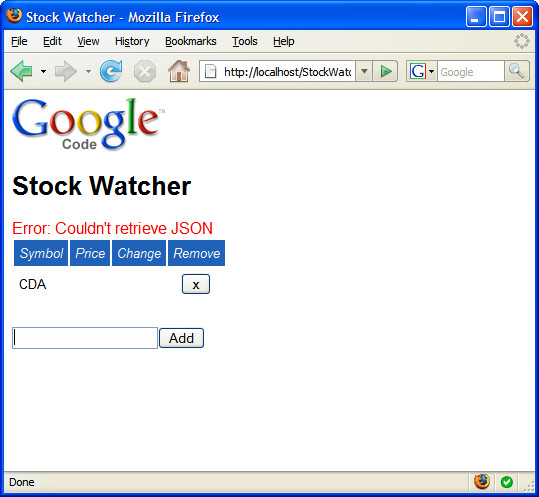 Stock Watcher - Mozilla Firefox
File Edit View History Bookmarks Tools Help
http://localhost/StockWatc G Google
Google™
Code
Stock Watcher
Error: Couldn't retrieve JSON
Symbol Price Change Remove
CDA x
Add
Done